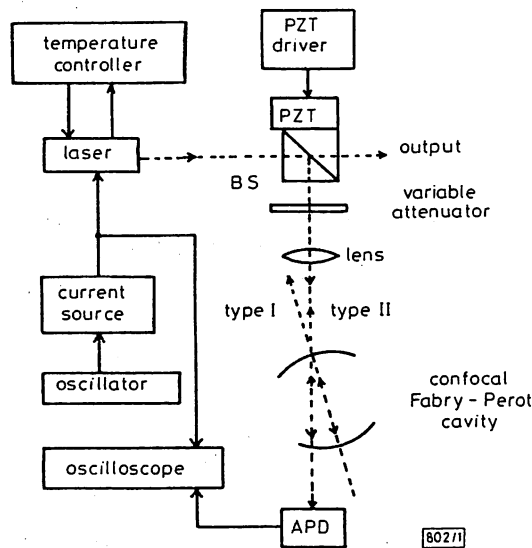 PZT
driver
temperature
controller
PZT
laser
output
BS
variable
attenuator
lens
type I
type II
current
source
oscillator
confocal
Fabry - Perot
cavity
oscilloscope
APD
802/1